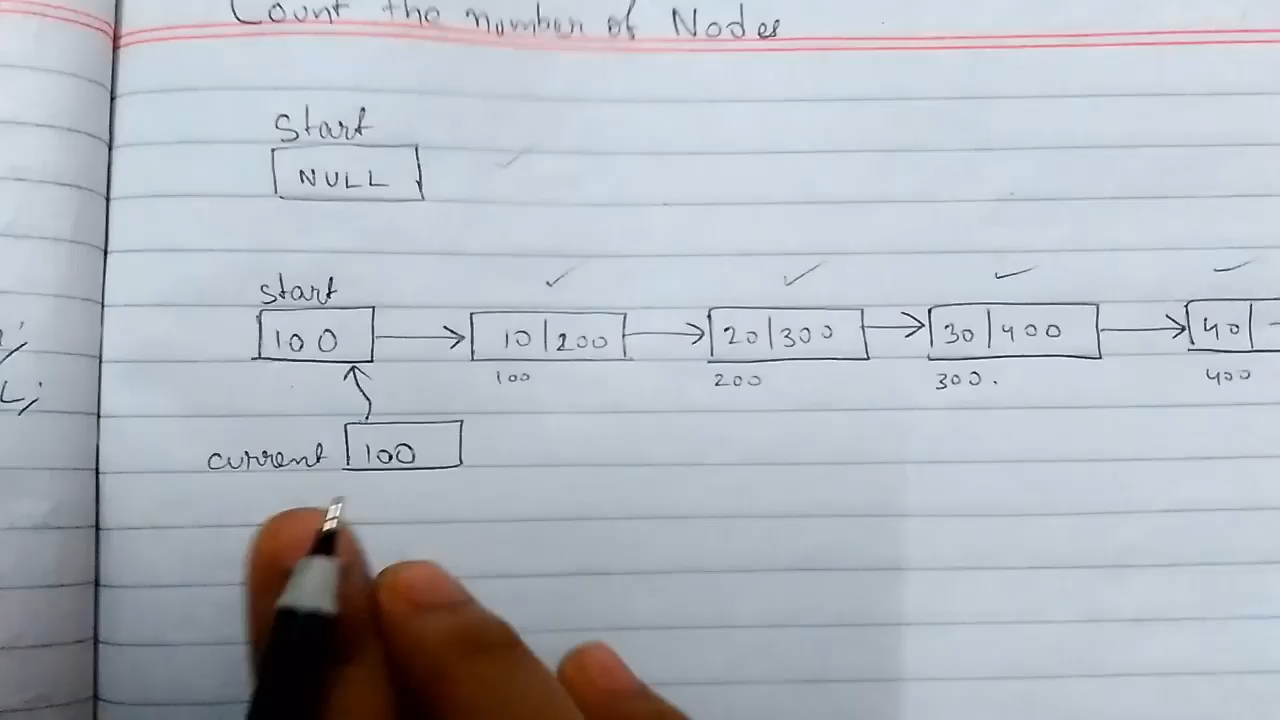 Count the number of Nodes
Start
NULL
start
100 10 200 20 300 30 400 40
100 200 300. 400
current 100